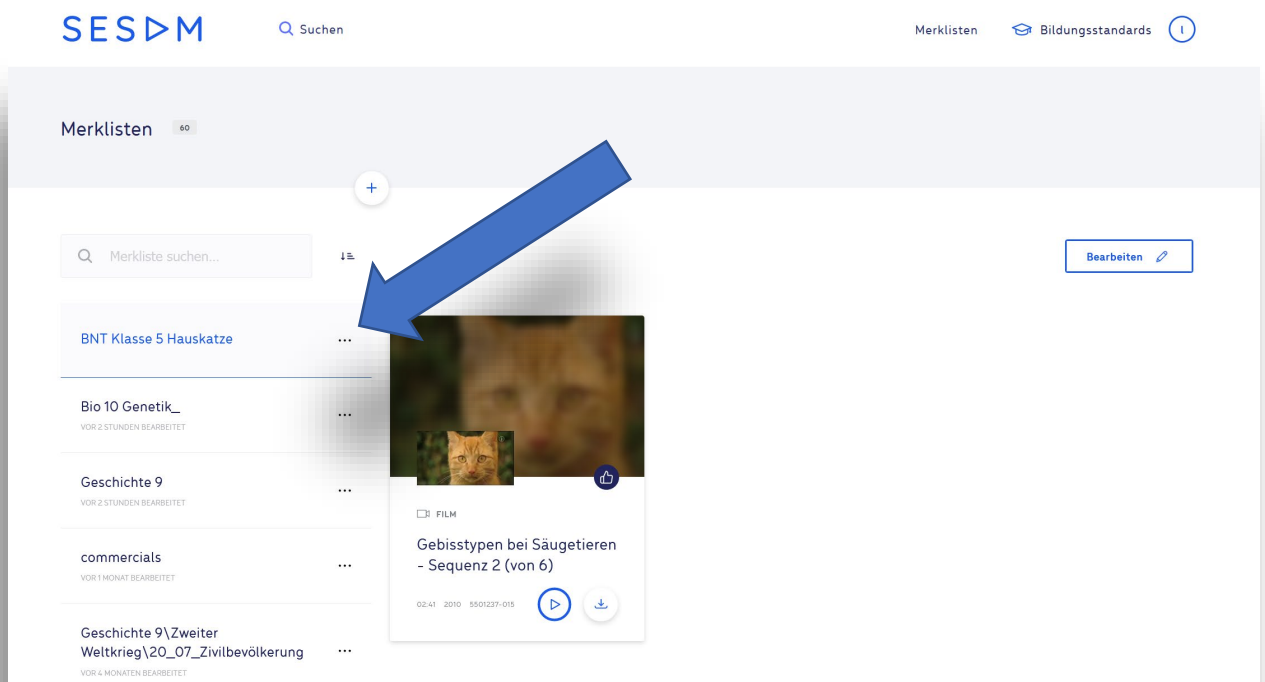 SESAM
Suchen
Merklisten
Bildungsstandards
Merklisten 60
+
Merkliste suchen...
Bearbeiten
BNT Klasse 5 Hauskatze
Bio 10 Genetik_
VOR 2 STUNDEN BEARBEITET
Geschichte 9
VOR 2 STUNDEN BEARBEITET
commercials
VOR 1 MONAT BEARBEITET
Geschichte 9\Zweiter
Weltkrieg\20_07_Zivilbevölkerung
VOR 4 MONATEN BEARBEITET
FILM
Gebisstypen bei Säugetieren
- Sequenz 2 (von 6)
02:41 2010 5501237-015